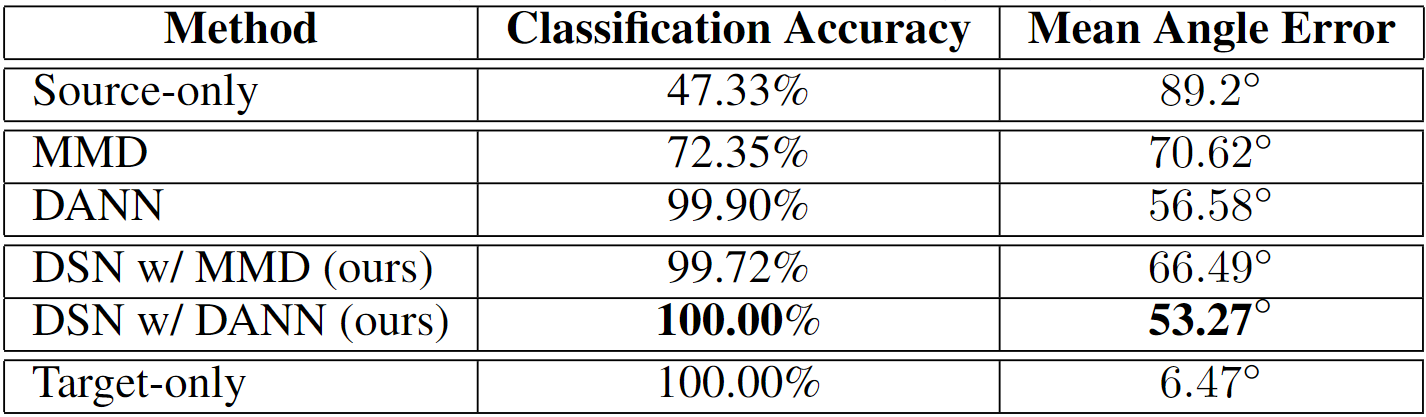 Method Classification Accuracy Mean Angle Error
Source-only 47.33% 89.2°
MMD 72.35% 70.62°
DANN 99.90% 56.58°
DSN w/ MMD (ours) 99.72% 66.49°
DSN w/ DANN (ours) 100.00% 53.27°
Target-only 100.00% 6.47°